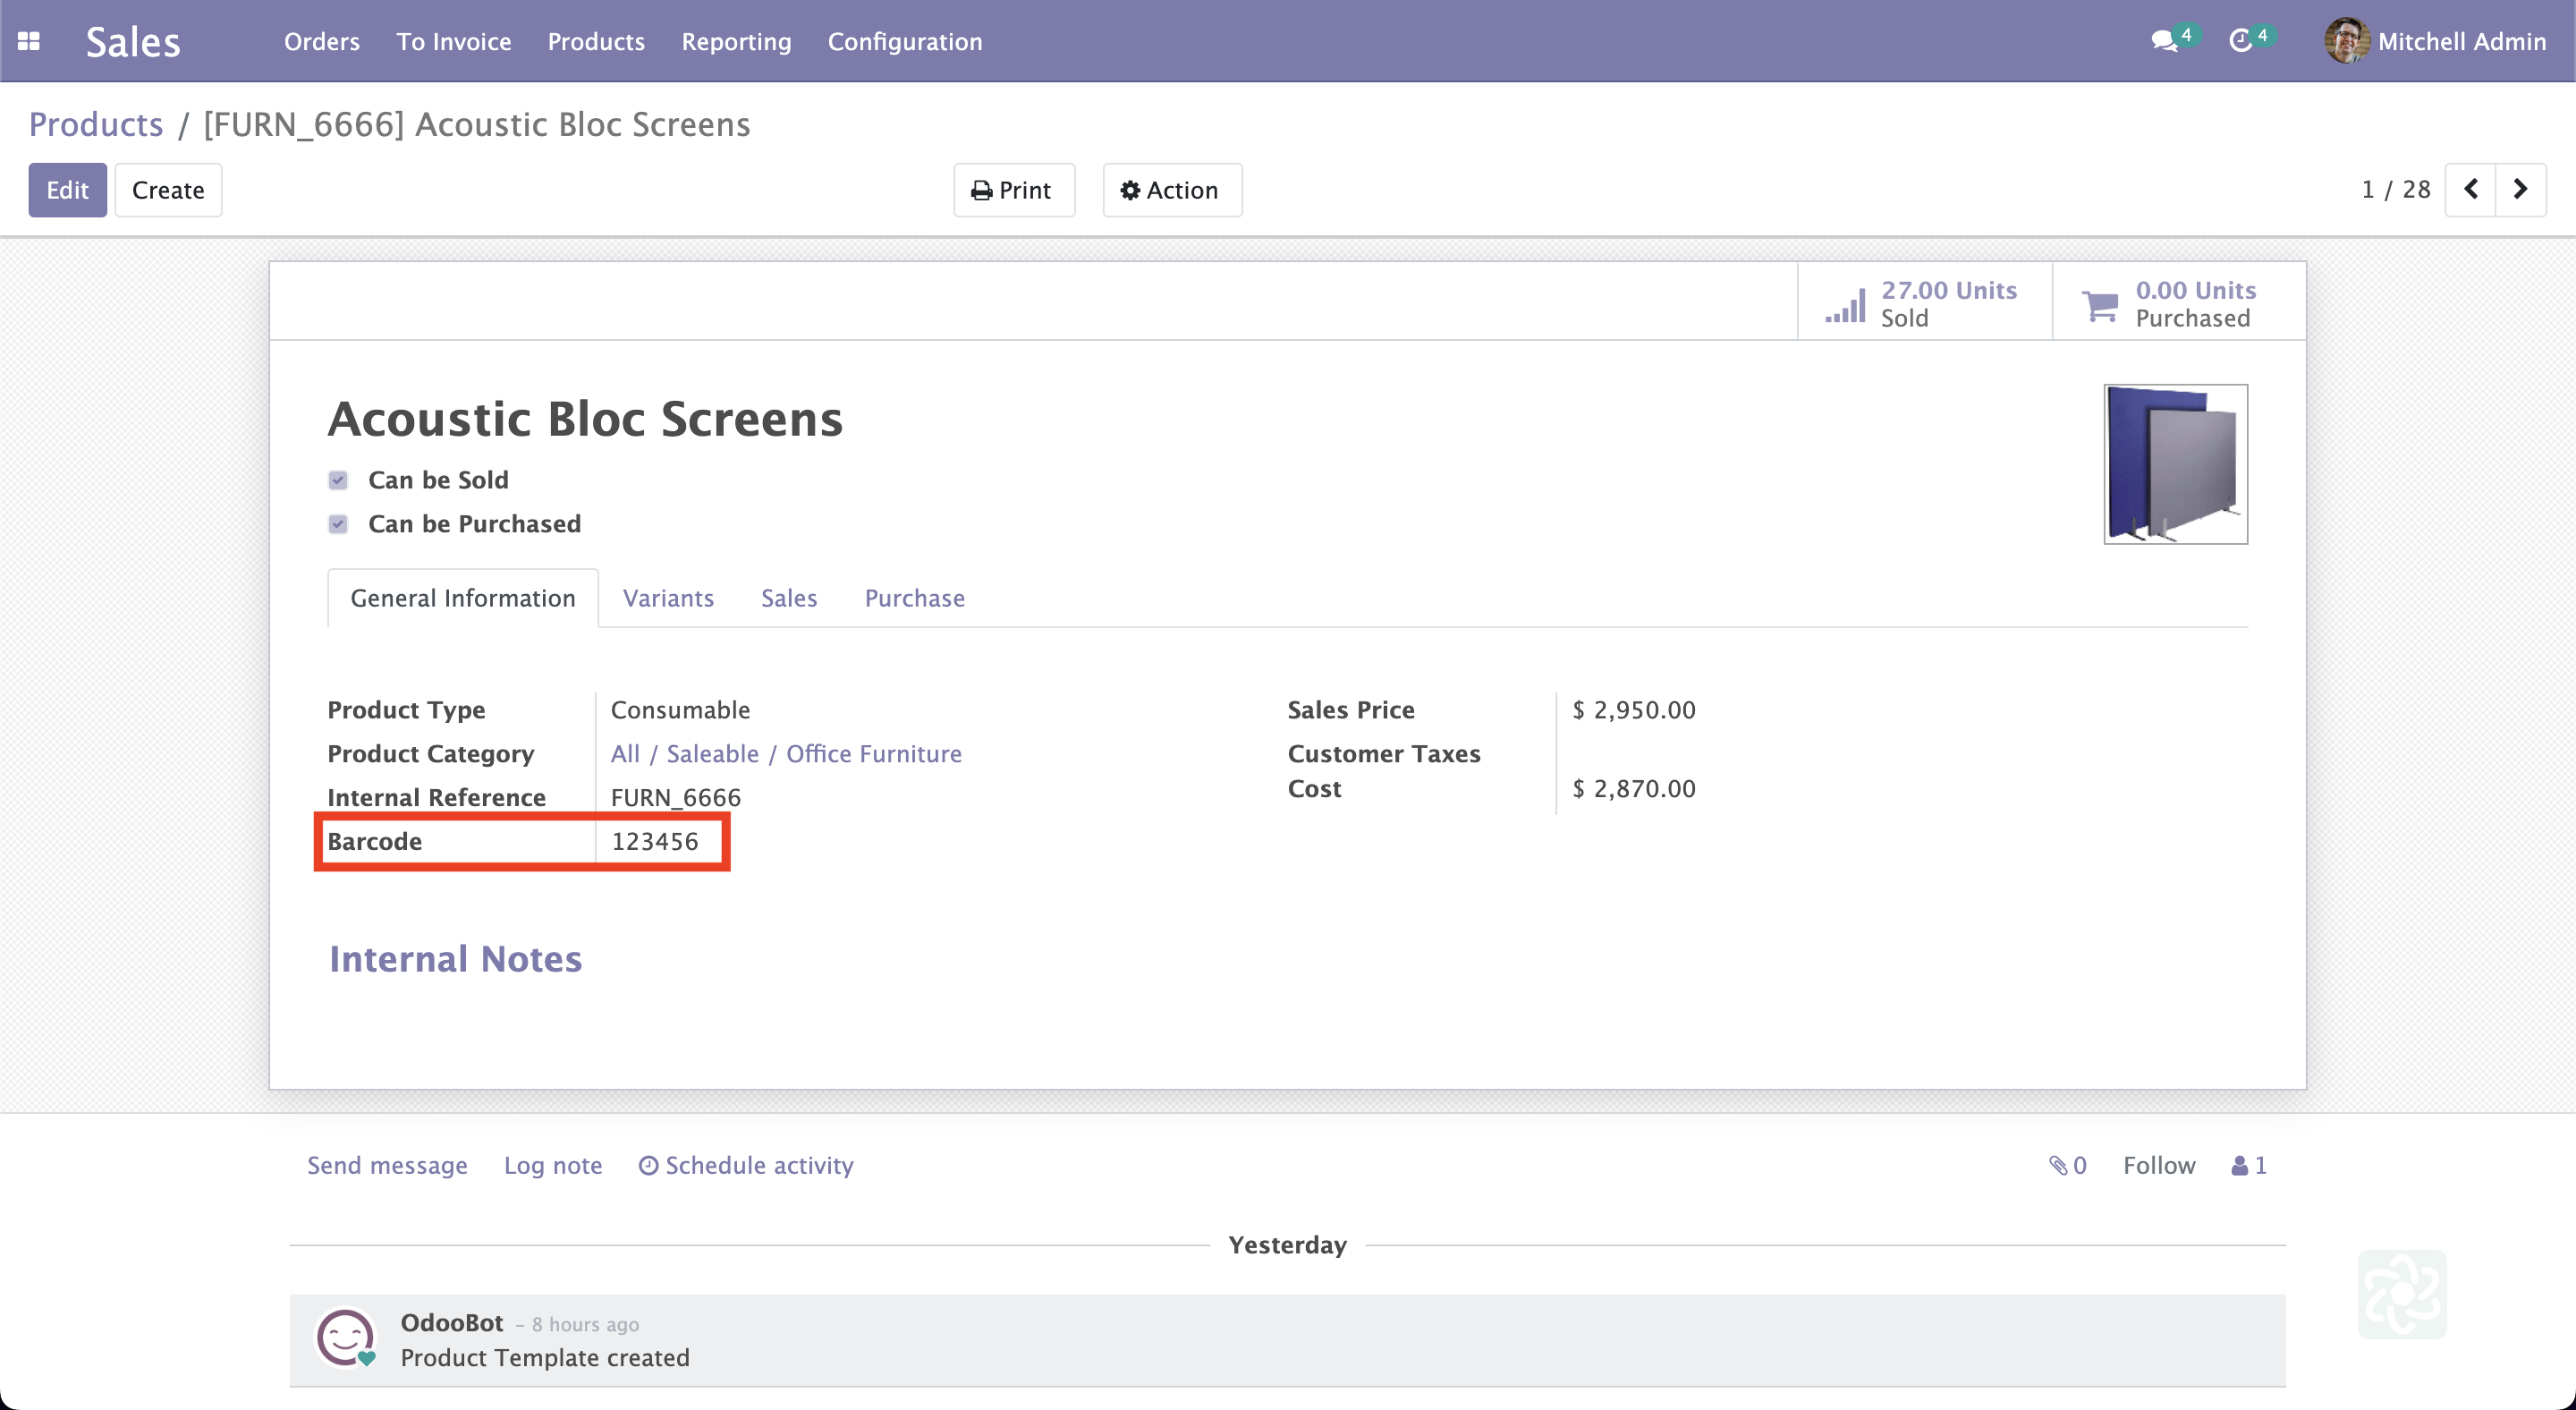 Sales Orders To Invoice Products Reporting Configuration 4 4 Mitchell Admin
Products / [FURN_6666] Acoustic Bloc Screens
Edit Create Print Action 1 / 28
27.00 Units 0.00 Units
Sold Purchased
Acoustic Bloc Screens
Can be Sold
Can be Purchased
General Information Variants Sales Purchase
Product Type Consumable Sales Price $ 2,950.00
Product Category All / Saleable / Office Furniture Customer Taxes
Internal Reference FURN_6666 Cost $ 2,870.00
Barcode 123456
Internal Notes
Send message Log note Schedule activity 0 Follow 1
Yesterday
OdooBot - 8 hours ago
Product Template created